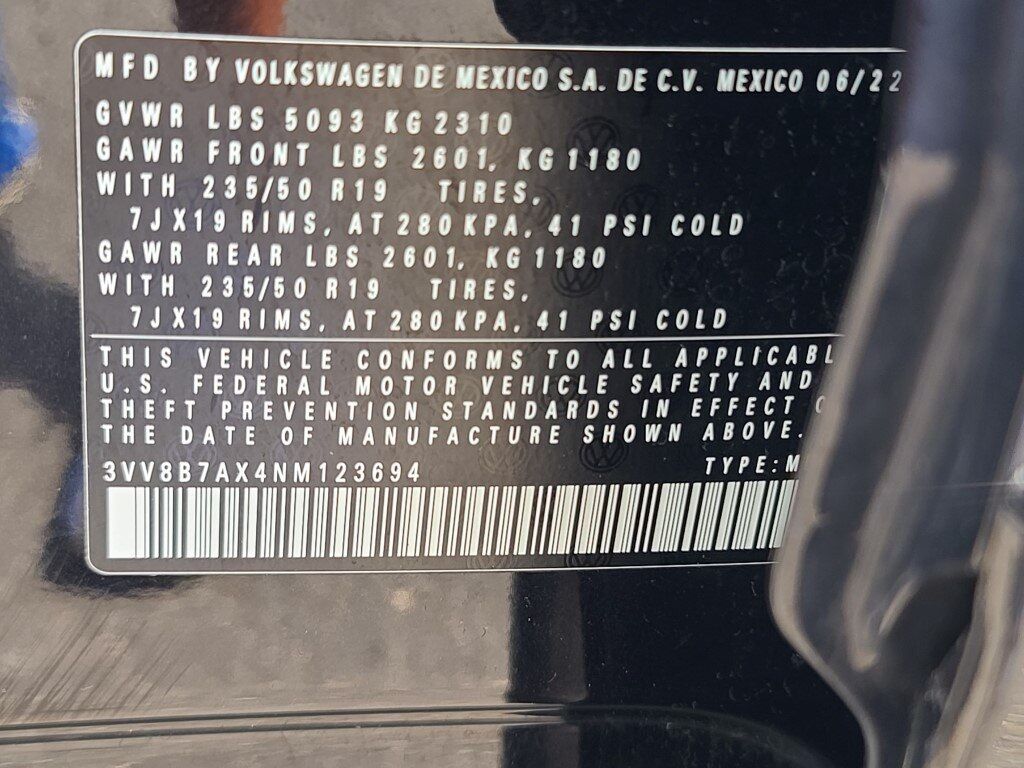 MFD BY VOLKSWAGEN DE MEXICO S.A. DE C.V. MEXICO 06/22
GVWR LBS 5093 KG 2310
GAWR FRONT LBS 2601, KG 1180
WITH 235/50 R19 TIRES,
7JX19 RIMS, AT 280 KPA, 41 PSI COLD
GAWR REAR LBS 2601, KG 1180
WITH 235/50 R19 TIRES,
7JX19 RIMS, AT 280 KPA, 41 PSI COLD
THIS VEHICLE CONFORMS TO ALL APPLICABL
U.S. FEDERAL MOTOR VEHICLE SAFETY AND
THEFT PREVENTION STANDARDS IN EFFECT
THE DATE OF MANUFACTURE SHOWN ABOVE.
3VV8B7AX4NM123694 TYPE:M